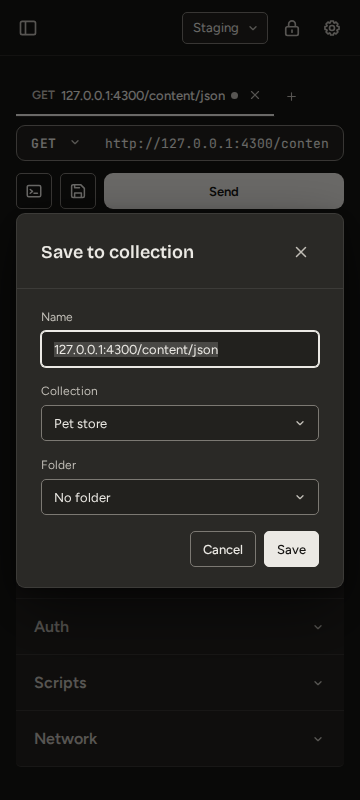 Staging
GET 127.0.0.1:4300/content/json
GET http://127.0.0.1:4300/conten
Send
Save to collection
Name
127.0.0.1:4300/content/json
Collection
Pet store
Folder
No folder
Cancel Save
Auth
Scripts
Network